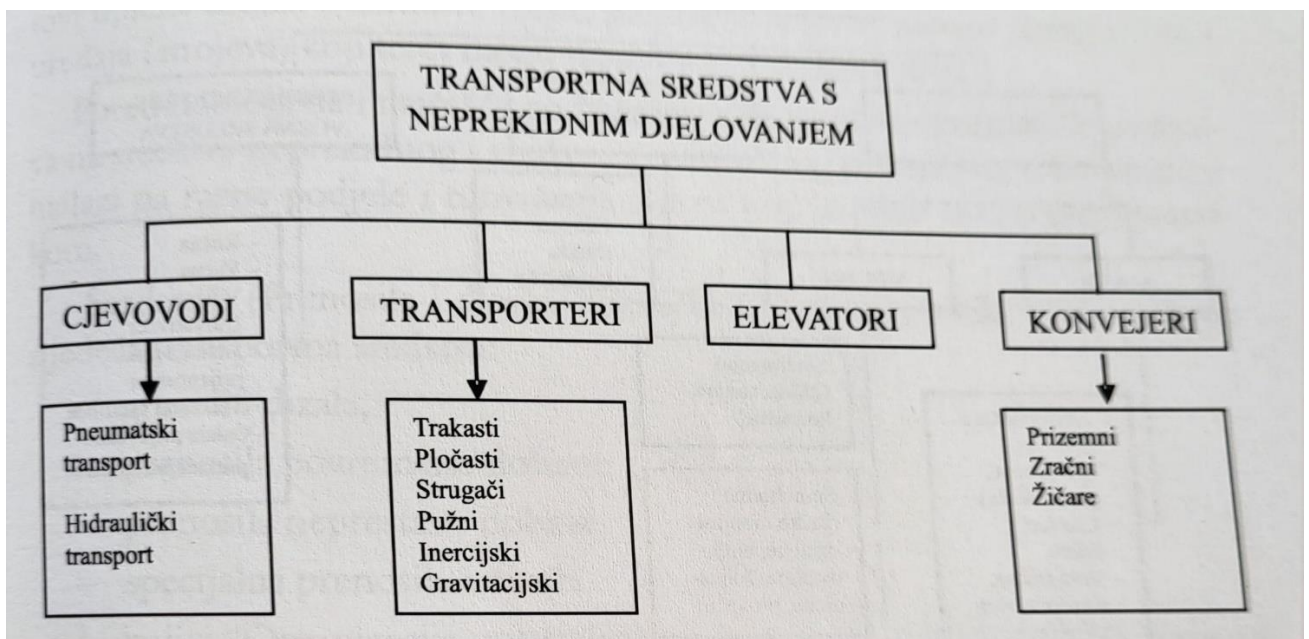 TRANSPORTNA SREDSTVA S
NEPREKIDNIM DJELOVANJEM
CJEVOVODI
TRANSPORTERI
ELEVATORI
KONVEJERI
Pneumatski
transport
Hidraulički
transport
Trakasti
Pločasti
Strugači
Pužni
Inercijski
Gravitacijski
Prizemni
Zračni
Žičare